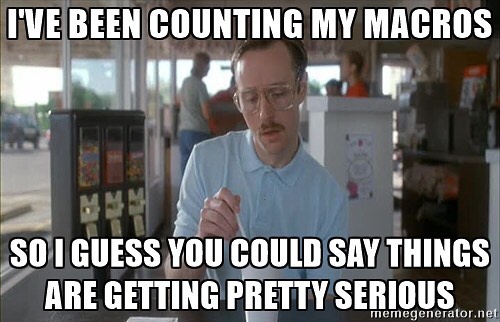 I'VE BEEN COUNTING MY MACROS
SO I GUESS YOU COULD SAY THINGS
ARE GETTING PRETTY SERIOUS
memegenerator.net